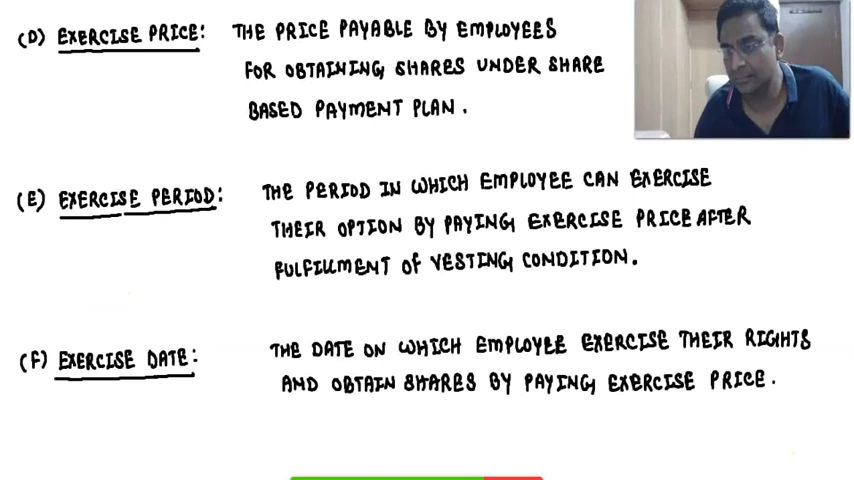 (D) EXERCISE PRICE: THE PRICE PAYABLE BY EMPLOYEES
FOR OBTAINING SHARES UNDER SHARE
BASED PAYMENT PLAN.
(E) EXERCISE PERIOD: THE PERIOD IN WHICH EMPLOYEE CAN EXERCISE
THEIR OPTION BY PAYING EXERCISE PRICE AFTER
FULFILLMENT OF VESTING CONDITION.
(F) EXERCISE DATE: THE DATE ON WHICH EMPLOYEE EXERCISE THEIR RIGHTS
AND OBTAIN SHARES BY PAYING EXERCISE PRICE.